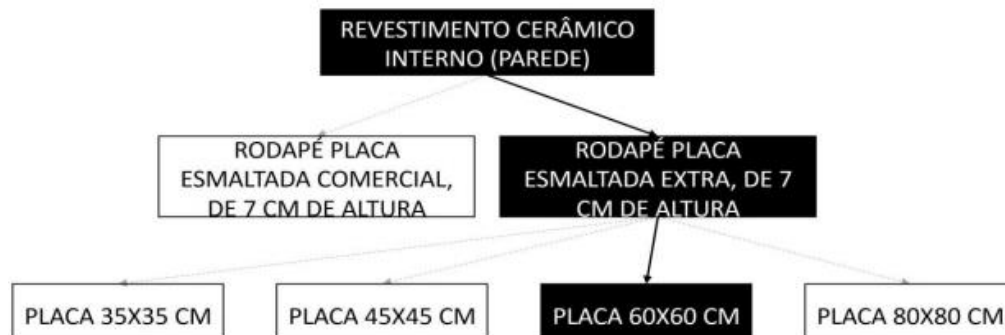 REVESTIMENTO CERÂMICO
INTERNO (PAREDE)
RODAPÉ PLACA
ESMALTADA COMERCIAL,
DE 7 CM DE ALTURA
RODAPÉ PLACA
ESMALTADA EXTRA, DE 7
CM DE ALTURA
PLACA 35X35 CM
PLACA 45X45 CM
PLACA 60X60 CM
PLACA 80X80 CM